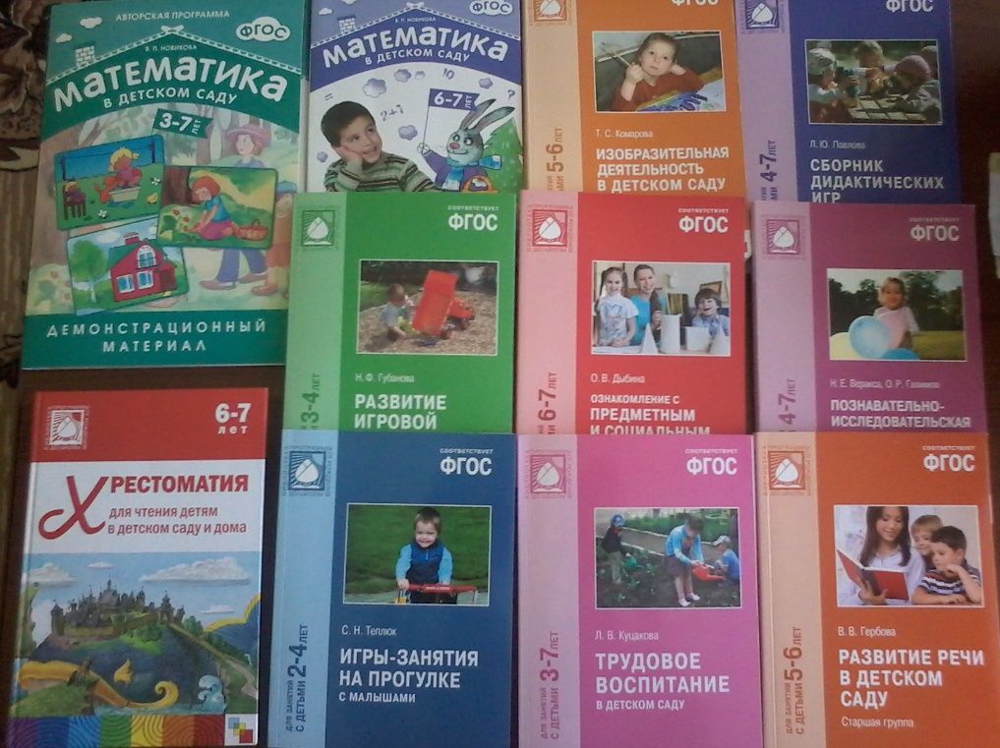 АВТОРСКАЯ ПРОГРАММА
ФГОС
В. П. НОВИКОВА
МАТЕМАТИКА
В ДЕТСКОМ САДУ
3-7
ЛЕТ
ДЕМОНСТРАЦИОННЫЙ
МАТЕРИАЛ
ФГОС
В. П. НОВИКОВА
МАТЕМАТИКА
В ДЕТСКОМ САДУ
6-7
ЛЕТ
10
?
2+1
=
ФГОС
Т. С. Комарова
ИЗОБРАЗИТЕЛЬНАЯ
ДЕЯТЕЛЬНОСТЬ
В ДЕТСКОМ САДУ
5-6 ЛЕТ
ФГОС
Л. Ю. Павлова
СБОРНИК
ДИДАКТИЧЕСКИХ
ИГР
4-7 ЛЕТ
СООТВЕТСТВУЕТ
ФГОС
Н. Ф. Губанова
РАЗВИТИЕ
ИГРОВОЙ
3-4 ЛЕТ
СООТВЕТСТВУЕТ
ФГОС
О. В. Дыбина
ОЗНАКОМЛЕНИЕ С
ПРЕДМЕТНЫМ
И СОЦИАЛЬНЫМ
6-7 ЛЕТ
СООТВЕТСТВУЕТ
ФГОС
Н. Е. Веракса, О. Р. Галимов
ПОЗНАВАТЕЛЬНО-
ИССЛЕДОВАТЕЛЬСКАЯ
4-7 ЛЕТ
6-7
ЛЕТ
ХРЕСТОМАТИЯ
для чтения детям
в детском саду и дома
СООТВЕТСТВУЕТ
ФГОС
С. Н. Теплюк
ИГРЫ-ЗАНЯТИЯ
НА ПРОГУЛКЕ
С МАЛЫШАМИ
ДЛЯ ЗАНЯТИЙ
С ДЕТЬМИ 2-4 ЛЕТ
СООТВЕТСТВУЕТ
ФГОС
Л. В. Куцакова
ТРУДОВОЕ
ВОСПИТАНИЕ
В ДЕТСКОМ САДУ
ДЛЯ ЗАНЯТИЙ
С ДЕТЬМИ 3-7 ЛЕТ
СООТВЕТСТВУЕТ
ФГОС
В. В. Гербова
РАЗВИТИЕ РЕЧИ
В ДЕТСКОМ
САДУ
Старшая группа
ДЛЯ ЗАНЯТИЙ
С ДЕТЬМИ 5-6 ЛЕТ